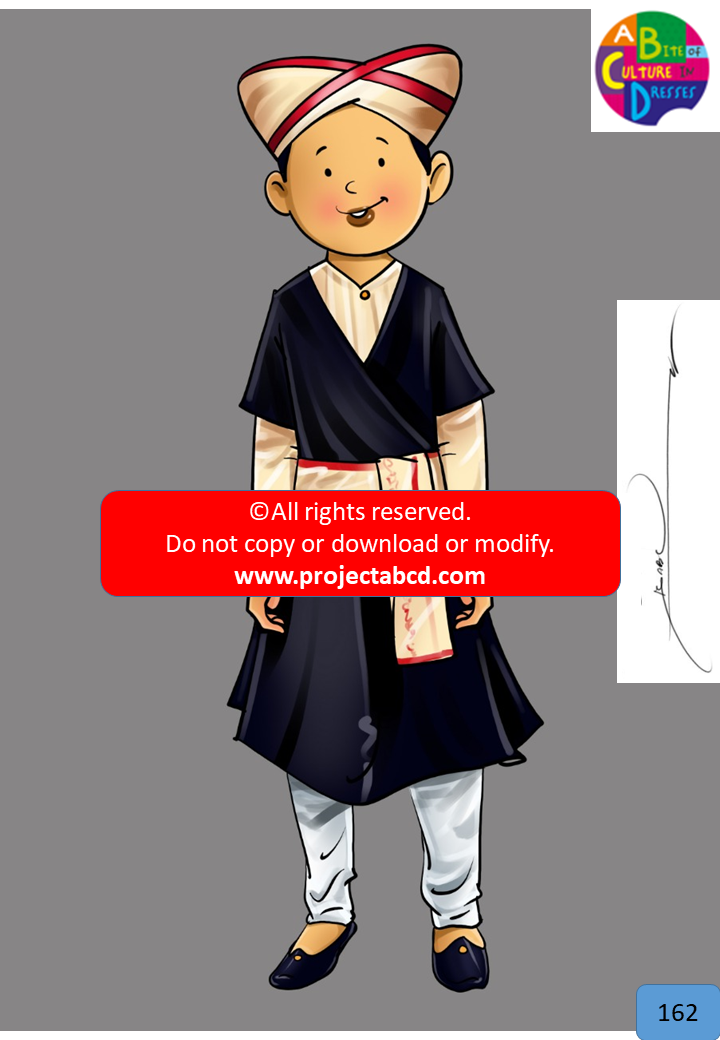 A BITE OF
CULTURE IN
DRESSES
©All rights reserved.
Do not copy or download or modify.
www.projectabcd.com
162